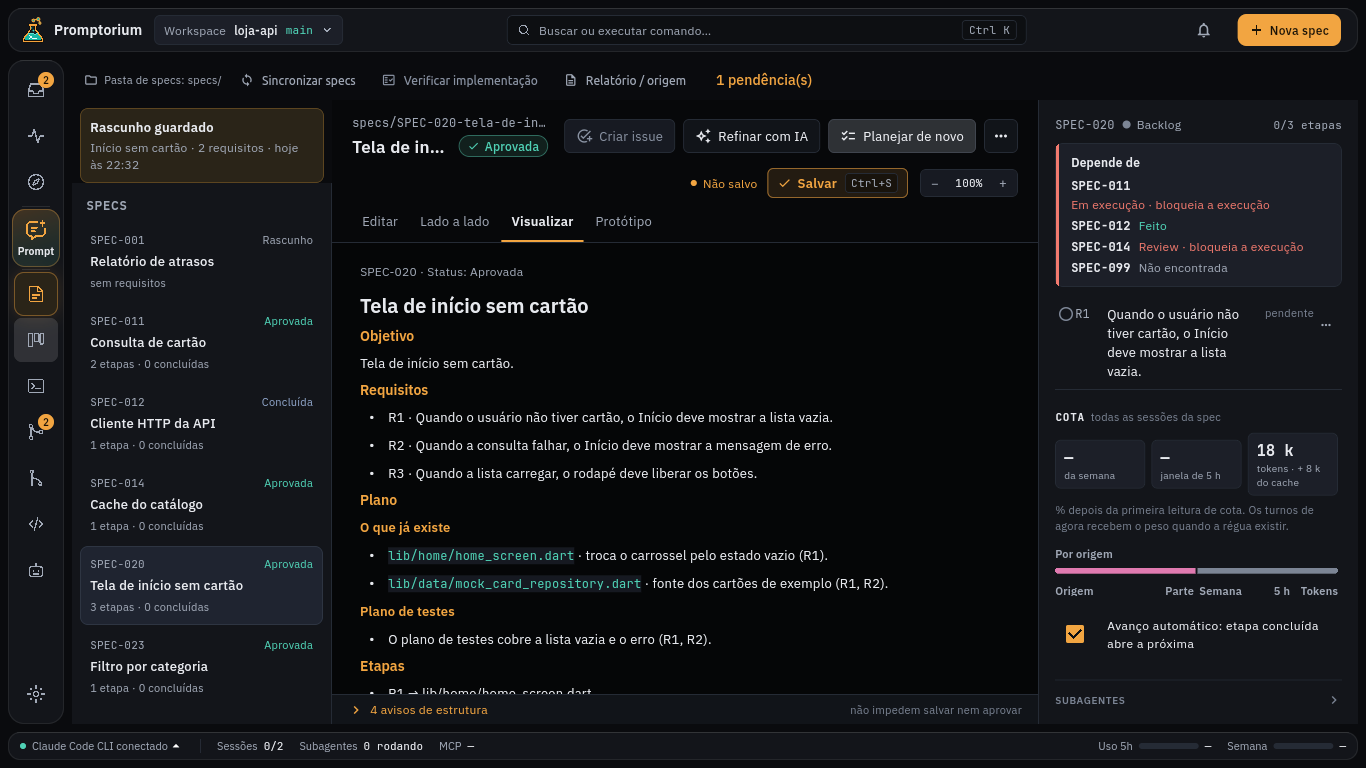 Promptorium
Workspace loja-api main
Buscar ou executar comando...
Ctrl K
+ Nova spec
Pasta de specs: specs/
Sincronizar specs
Verificar implementação
Relatório / origem
1 pendência(s)
2
Prompt
2
Rascunho guardado
Início sem cartão · 2 requisitos · hoje
às 22:32
SPECS
SPEC-001 Rascunho
Relatório de atrasos
sem requisitos
SPEC-011 Aprovada
Consulta de cartão
2 etapas · 0 concluídas
SPEC-012 Concluída
Cliente HTTP da API
1 etapa · 0 concluídas
SPEC-014 Aprovada
Cache do catálogo
1 etapa · 0 concluídas
SPEC-020 Aprovada
Tela de início sem cartão
3 etapas · 0 concluídas
SPEC-023 Aprovada
Filtro por categoria
1 etapa · 0 concluídas
specs/SPEC-020-tela-de-in…
Tela de in...
Aprovada
Criar issue
Refinar com IA
Planejar de novo
Não salvo
Salvar Ctrl+S
− 100% +
Editar
Lado a lado
Visualizar
Protótipo
SPEC-020 · Status: Aprovada
Tela de início sem cartão
Objetivo
Tela de início sem cartão.
Requisitos
• R1 · Quando o usuário não tiver cartão, o Início deve mostrar a lista vazia.
• R2 · Quando a consulta falhar, o Início deve mostrar a mensagem de erro.
• R3 · Quando a lista carregar, o rodapé deve liberar os botões.
Plano
O que já existe
• lib/home/home_screen.dart · troca o carrossel pelo estado vazio (R1).
• lib/data/mock_card_repository.dart · fonte dos cartões de exemplo (R1, R2).
Plano de testes
• O plano de testes cobre a lista vazia e o erro (R1, R2).
Etapas
• R1 → lib/home/home_screen.dart
4 avisos de estrutura
não impedem salvar nem aprovar
SPEC-020 Backlog 0/3 etapas
Depende de
SPEC-011
Em execução · bloqueia a execução
SPEC-012 Feito
SPEC-014 Review · bloqueia a execução
SPEC-099 Não encontrada
R1 Quando o usuário não pendente
tiver cartão, o Início
deve mostrar a lista
vazia.
COTA todas as sessões da spec
—
da semana
—
janela de 5 h
18 k
tokens · + 8 k
do cache
% depois da primeira leitura de cota. Os turnos de
agora recebem o peso quando a régua existir.
Por origem
Origem Parte Semana 5 h Tokens
Avanço automático: etapa concluída
abre a próxima
SUBAGENTES
Claude Code CLI conectado
Sessões 0/2
Subagentes 0 rodando
MCP —
Uso 5h —
Semana —